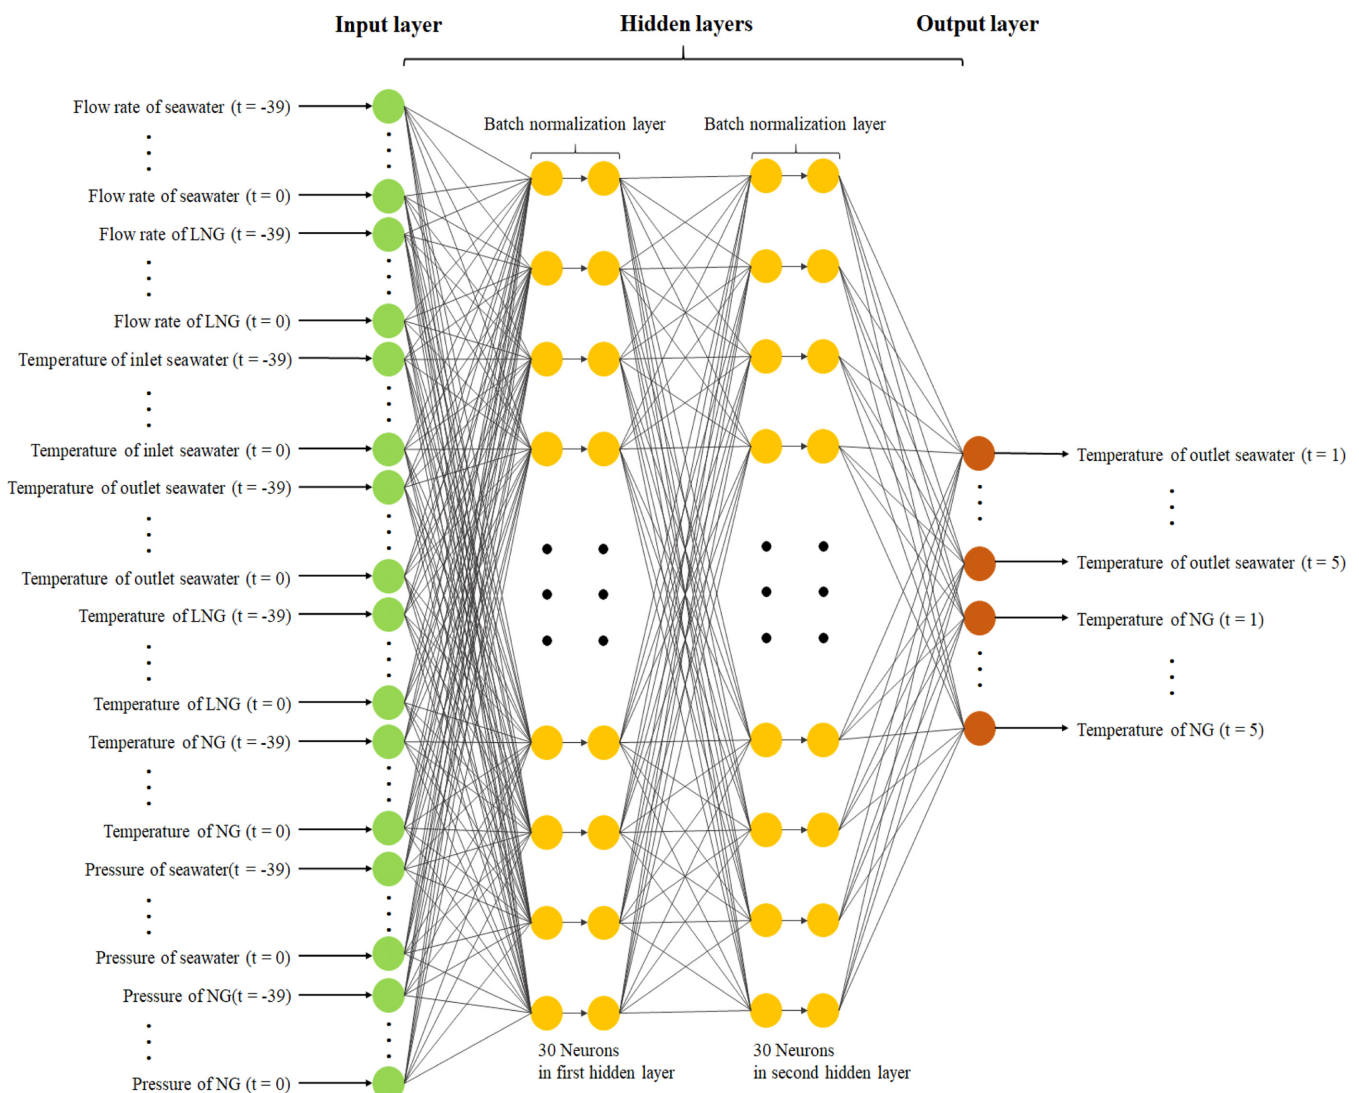 Input layer
Hidden layers
Output layer
Batch normalization layer
Batch normalization layer
Flow rate of seawater (t = -39)
Flow rate of seawater (t = 0)
Flow rate of LNG (t = -39)
Flow rate of LNG (t = 0)
Temperature of inlet seawater (t = -39)
Temperature of inlet seawater (t = 0)
Temperature of outlet seawater (t = -39)
Temperature of outlet seawater (t = 0)
Temperature of LNG (t = -39)
Temperature of LNG (t = 0)
Temperature of NG (t = -39)
Temperature of NG (t = 0)
Pressure of seawater(t = -39)
Pressure of seawater (t = 0)
Pressure of NG(t = -39)
Pressure of NG (t = 0)
30 Neurons
in first hidden layer
30 Neurons
in second hidden layer
Temperature of outlet seawater (t = 1)
Temperature of outlet seawater (t = 5)
Temperature of NG (t = 1)
Temperature of NG (t = 5)